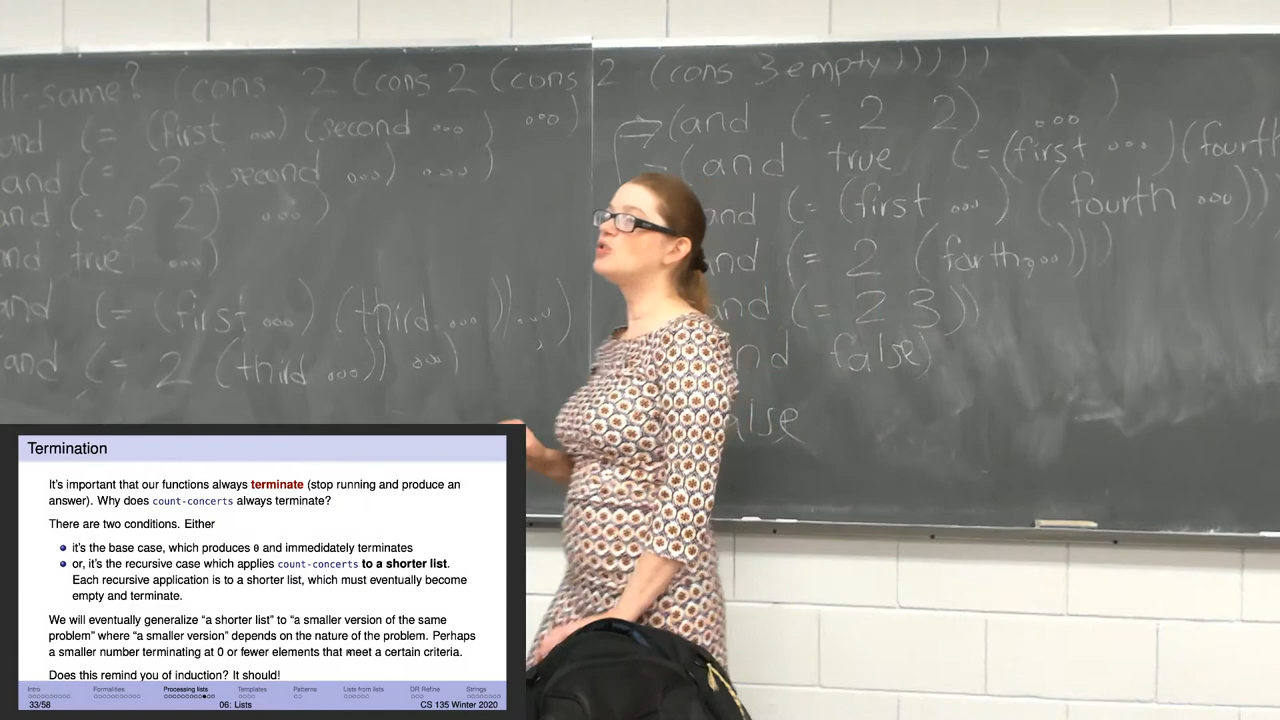 ll-same? (cons 2 (cons 2 (cons 2 (cons 3 empty)))))
and (= (first ...) (second ...) ...)
and (= 2 second ...) ...)
and (= 2 2) ...)
and true ...)
and (= (first ...) (third ...)) ...)
and (= 2 (third ...)) ...)
(and (= 2 2) ... )
(and true (= (first ...) (fourth
and (= (first ...) (fourth ...)))
and (= 2 (forth ...)))
and (= 2 3))
nd false)
alse
Termination
It's important that our functions always terminate (stop running and produce an
answer). Why does count-concerts always terminate?
There are two conditions. Either
it's the base case, which produces 0 and immedidately terminates
or, it's the recursive case which applies count-concerts to a shorter list.
Each recursive application is to a shorter list, which must eventually become
empty and terminate.
We will eventually generalize "a shorter list" to "a smaller version of the same
problem" where "a smaller version" depends on the nature of the problem. Perhaps
a smaller number terminating at 0 or fewer elements that meet a certain criteria.
Does this remind you of induction? It should!
Intro Formalities Processing lists Templates Patterns Lists from lists DR Refine Strings
33/58 06: Lists CS 135 Winter 2020